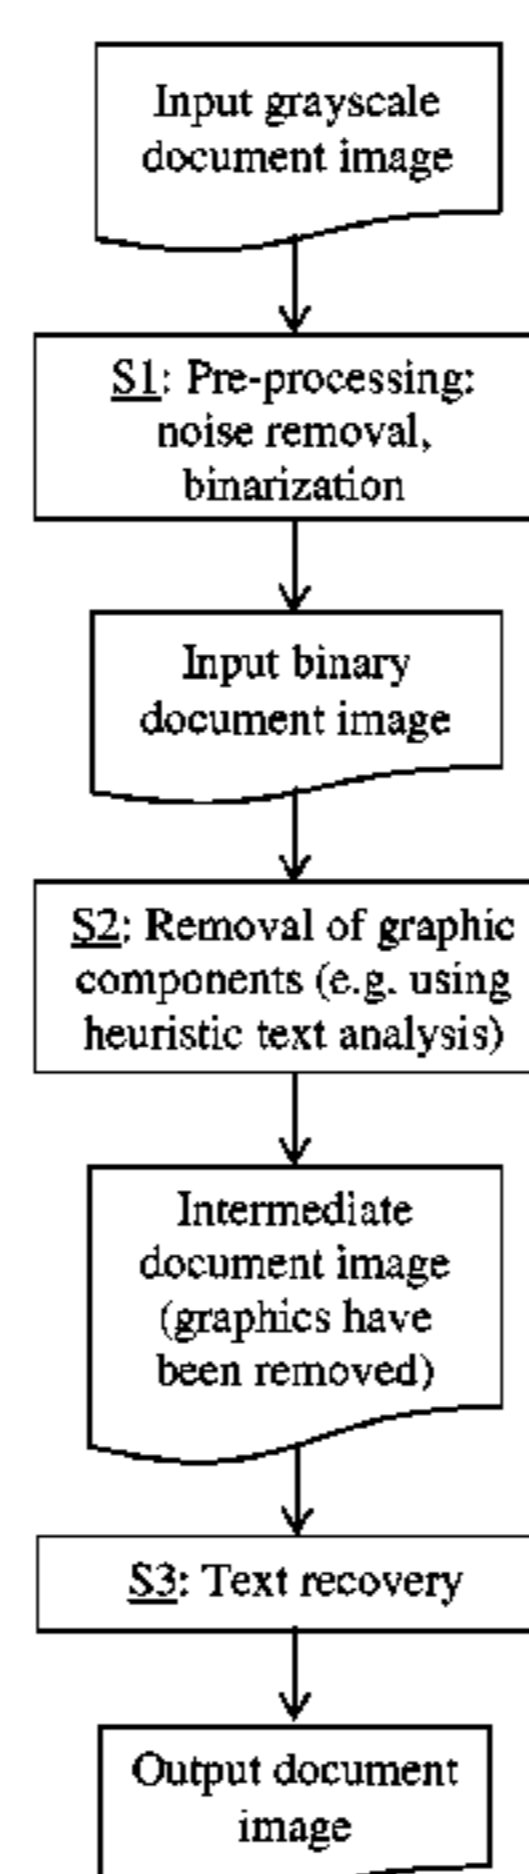 Input grayscale
document image
S1: Pre-processing:
noise removal,
binarization
Input binary
document image
S2: Removal of graphic
components (e.g. using
heuristic text analysis)
Intermediate
document image
(graphics have
been removed)
S3: Text recovery
Output document
image